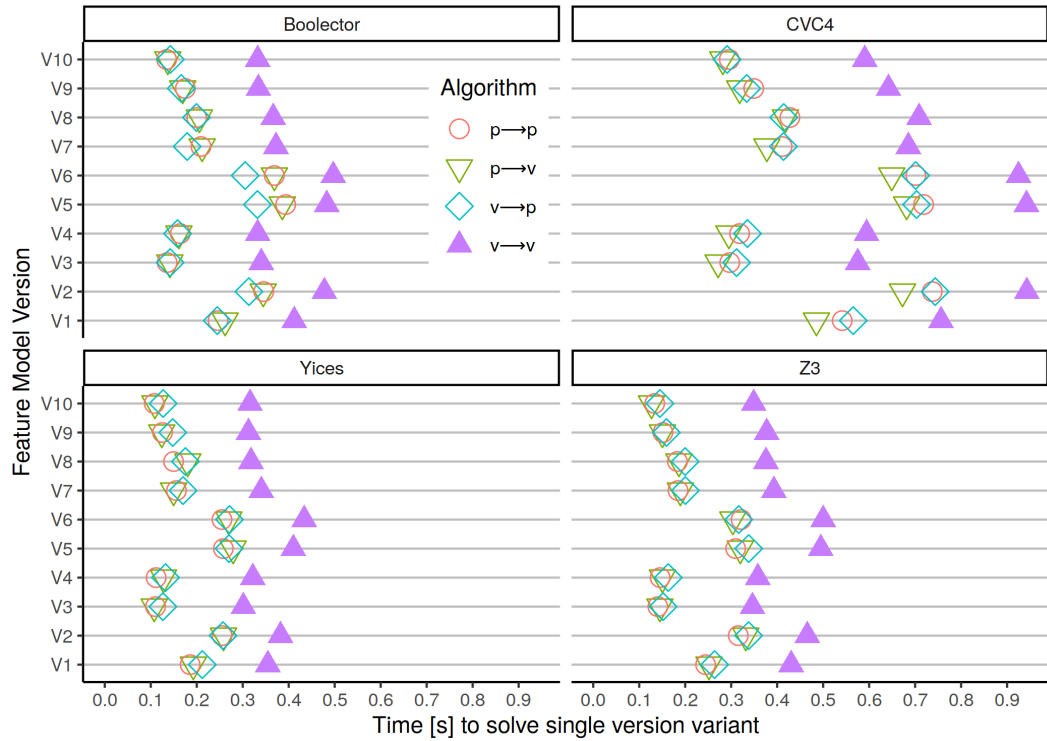 Boolector
CVC4
Feature Model Version
V10
V9
V8
V7
V6
V5
V4
V3
V2
V1
Algorithm
p⟶p
p⟶v
v⟶p
v⟶v
Yices
Z3
V10
V9
V8
V7
V6
V5
V4
V3
V2
V1
0.0 0.1 0.2 0.3 0.4 0.5 0.6 0.7 0.8 0.9
0.0 0.1 0.2 0.3 0.4 0.5 0.6 0.7 0.8 0.9
Time [s] to solve single version variant